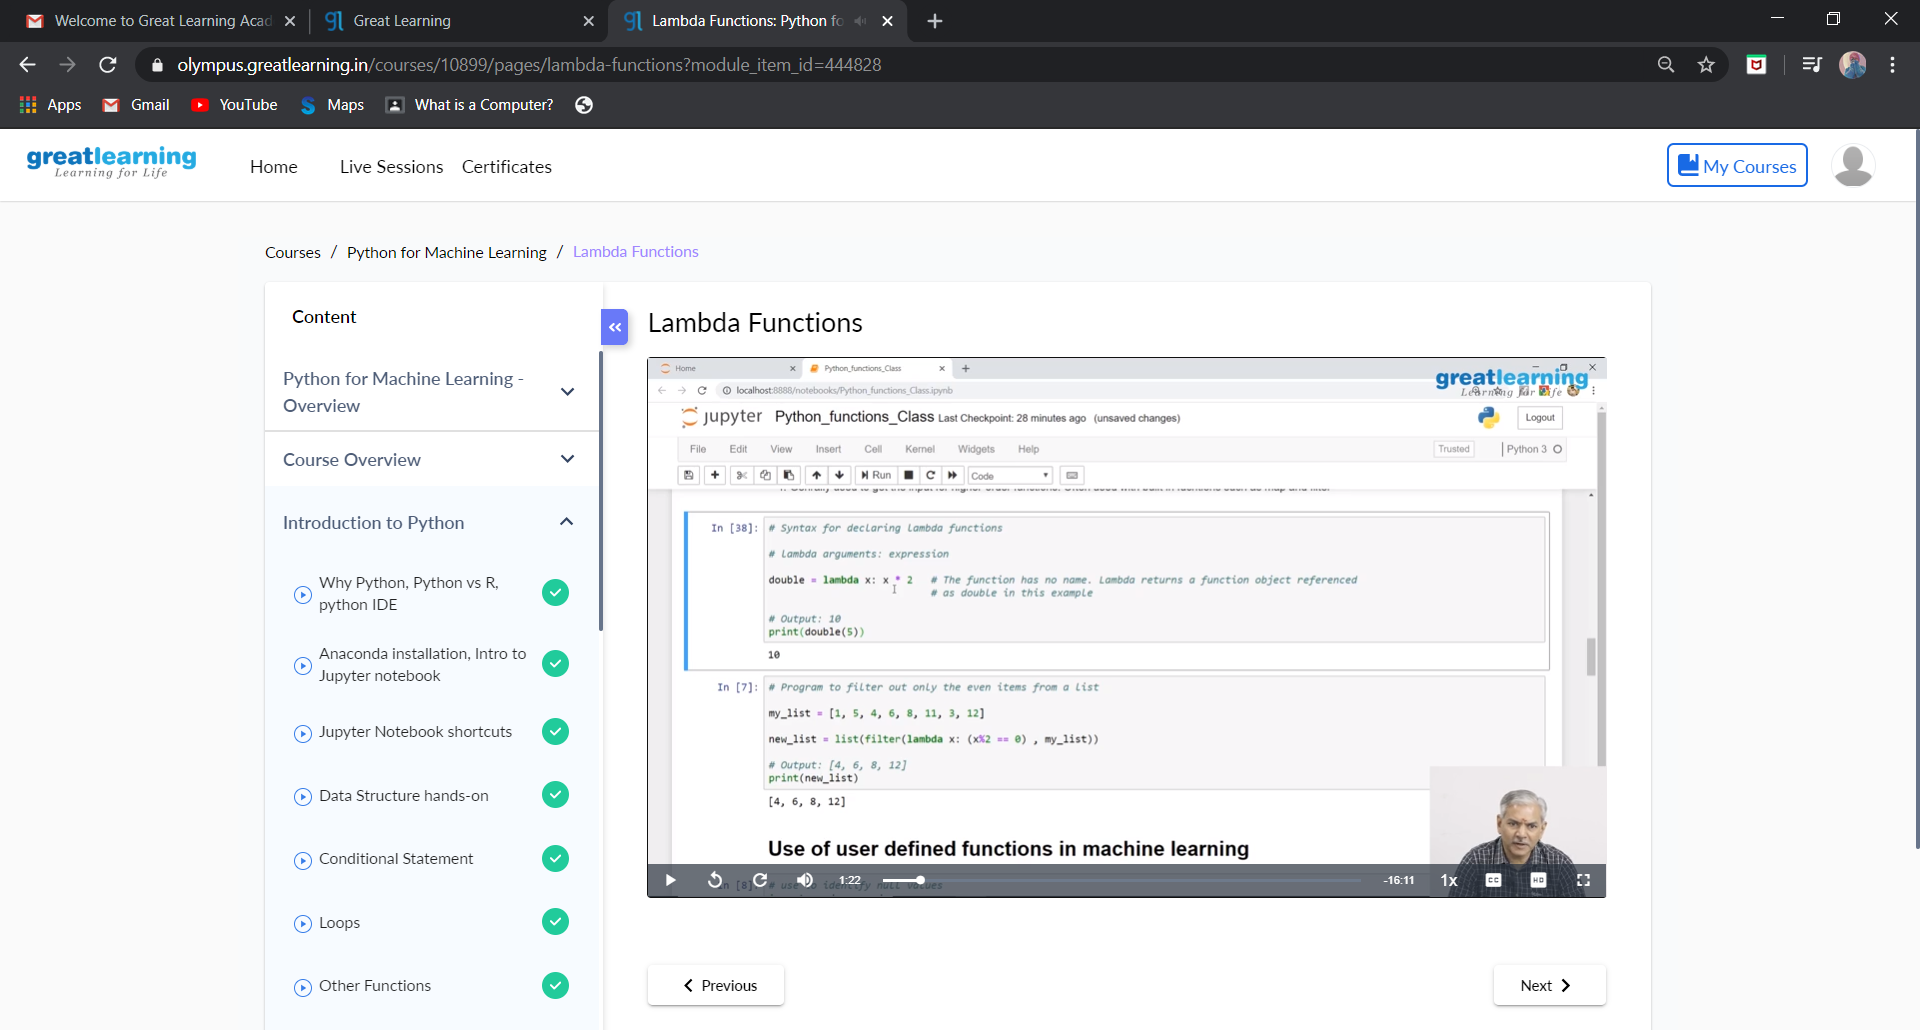 Welcome to Great Learning Acad
Great Learning
Lambda Functions: Python fo
olympus.greatlearning.in/courses/10899/pages/lambda-functions?module_item_id=444828
Apps Gmail YouTube Maps What is a Computer?
greatlearning
Learning for Life
Home Live Sessions Certificates
My Courses
Courses / Python for Machine Learning / Lambda Functions
Content
Python for Machine Learning -
Overview
Course Overview
Introduction to Python
Why Python, Python vs R,
python IDE
Anaconda installation, Intro to
Jupyter notebook
Jupyter Notebook shortcuts
Data Structure hands-on
Conditional Statement
Loops
Other Functions
Lambda Functions
Home Python_functions_Class
localhost:8888/notebooks/Python_functions_Class.ipynb
greatlearning
Learning for Life
jupyter Python_functions_Class Last Checkpoint: 28 minutes ago (unsaved changes)
Logout
File Edit View Insert Cell Kernel Widgets Help
Trusted Python 3
Run Code
In [38]: # Syntax for declaring lambda functions
# lambda arguments: expression
double = lambda x: x * 2 # The function has no name. Lambda returns a function object referenced
# as double in this example
# Output: 10
print(double(5))
10
In [7]: # Program to filter out only the even items from a list
my_list = [1, 5, 4, 6, 8, 11, 3, 12]
new_list = list(filter(lambda x: (x%2 == 0) , my_list))
# Output: [4, 6, 8, 12]
print(new_list)
[4, 6, 8, 12]
Use of user defined functions in machine learning
In [8] # use to identify null values
1:22 -16:11 1x CC HD
Previous
Next